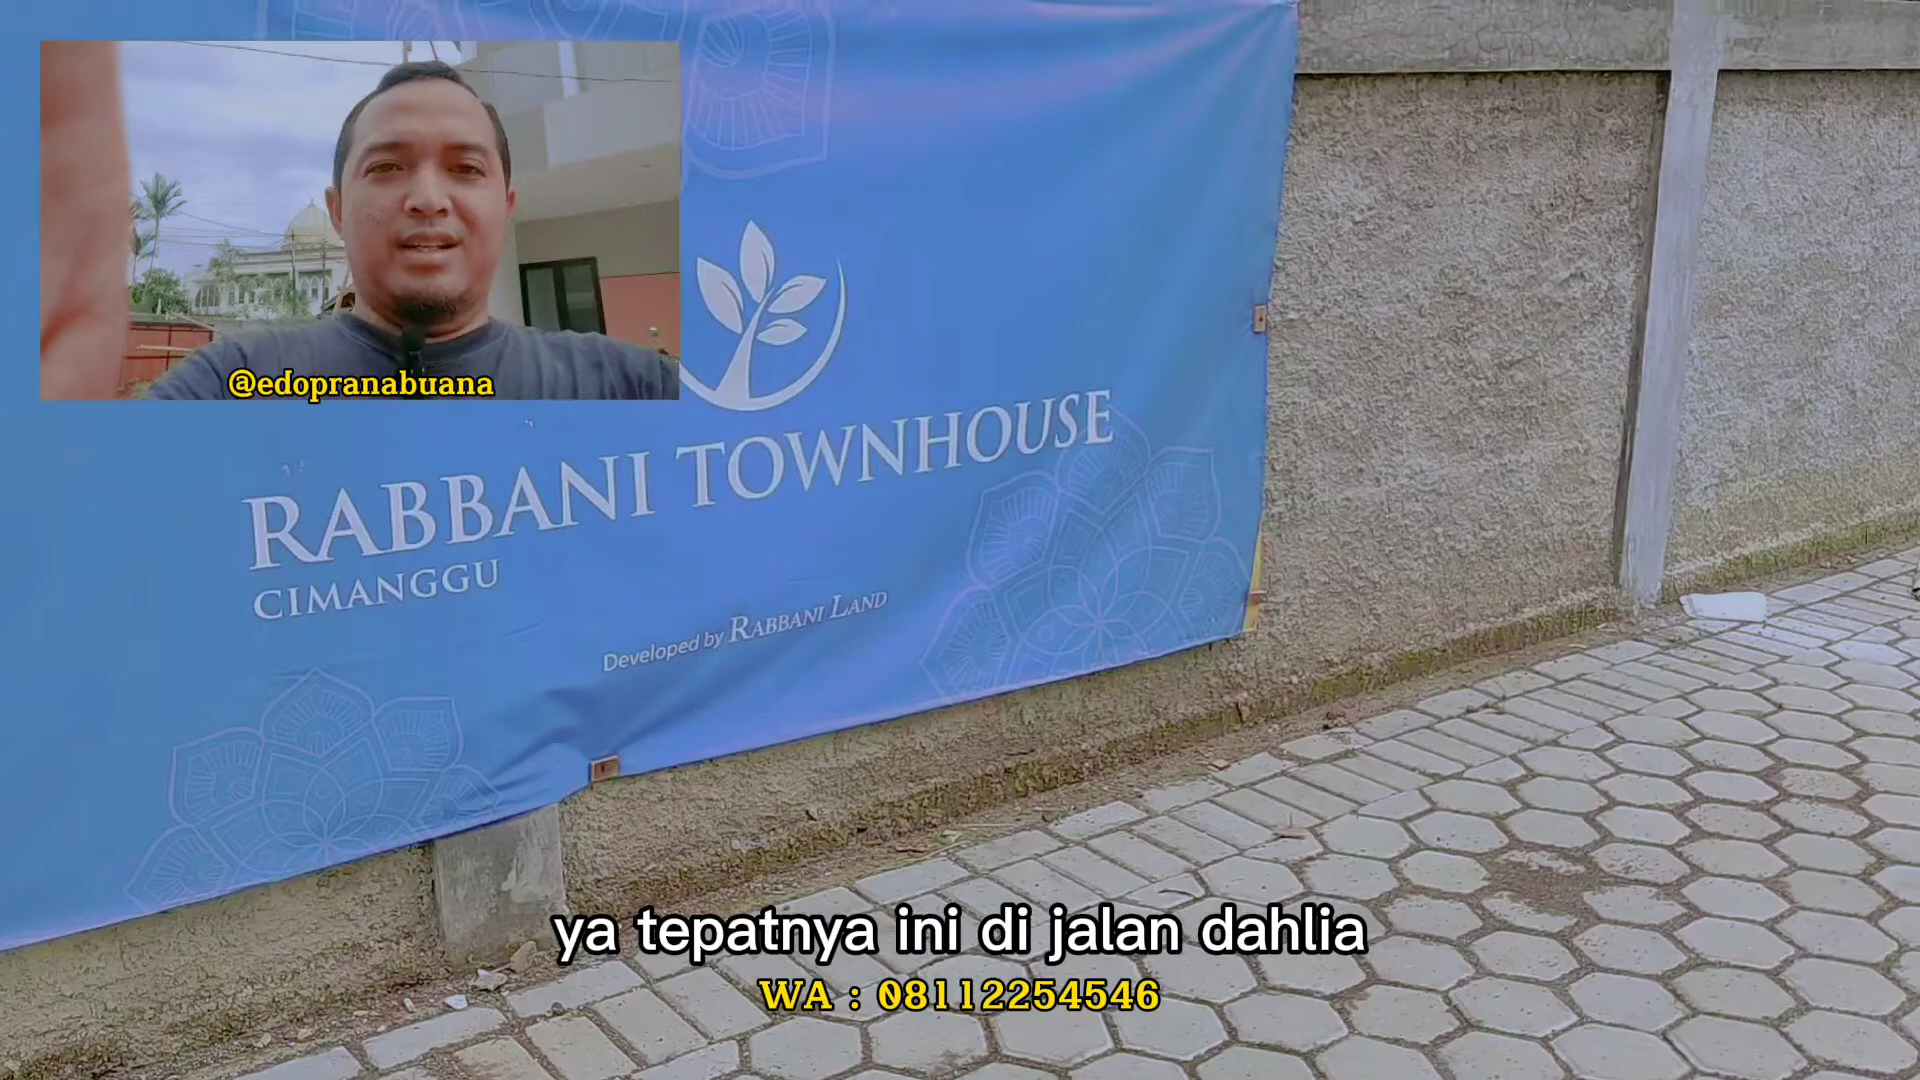 @edopranabuana
RABBANI TOWNHOUSE
CIMANGGU
Developed by RABBANI LAND
ya tepatnya ini di jalan dahlia
WA : 08112254546